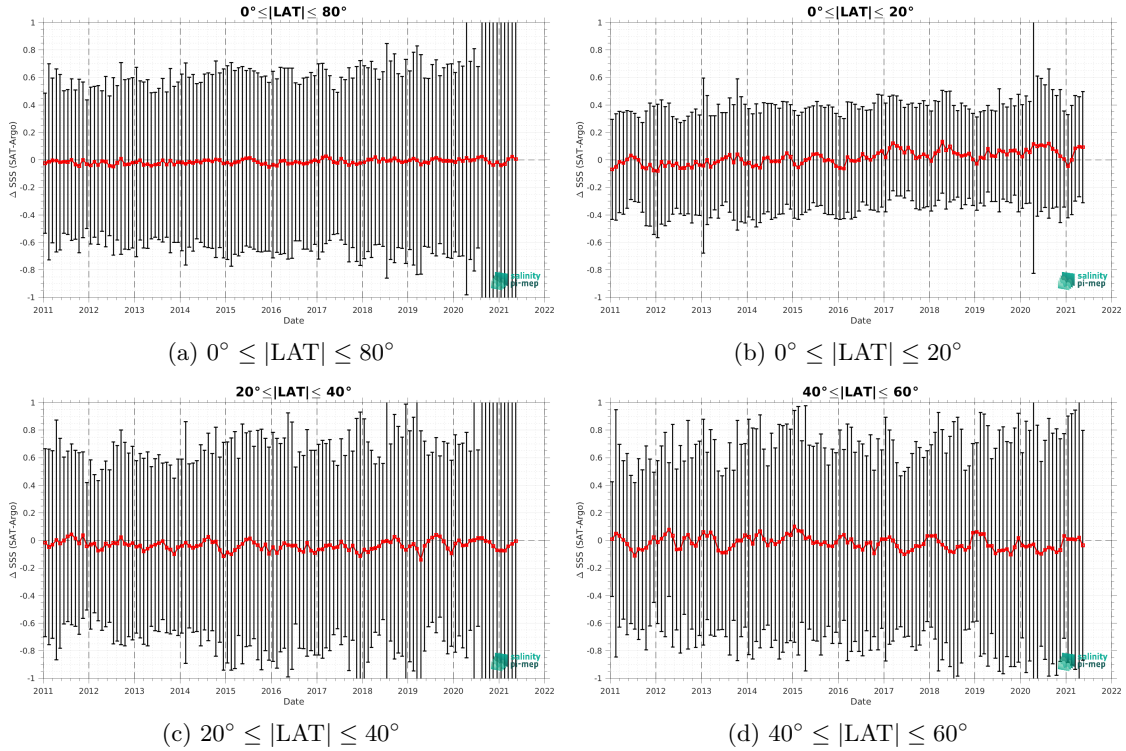 0°≤|LAT|≤ 80°
Δ SSS (SAT-Argo)
1
0.8
0.6
0.4
0.2
0
-0.2
-0.4
-0.6
-0.8
-1
2011 2012 2013 2014 2015 2016 2017 2018 2019 2020 2021 2022
Date
salinity
pi-mep
(a) 0° ≤ |LAT| ≤ 80°
0°≤|LAT|≤ 20°
Δ SSS (SAT-Argo)
1
0.8
0.6
0.4
0.2
0
-0.2
-0.4
-0.6
-0.8
-1
2011 2012 2013 2014 2015 2016 2017 2018 2019 2020 2021 2022
Date
salinity
pi-mep
(b) 0° ≤ |LAT| ≤ 20°
20°≤|LAT|≤ 40°
Δ SSS (SAT-Argo)
1
0.8
0.6
0.4
0.2
0
-0.2
-0.4
-0.6
-0.8
-1
2011 2012 2013 2014 2015 2016 2017 2018 2019 2020 2021 2022
Date
salinity
pi-mep
(c) 20° ≤ |LAT| ≤ 40°
40°≤|LAT|≤ 60°
Δ SSS (SAT-Argo)
1
0.8
0.6
0.4
0.2
0
-0.2
-0.4
-0.6
-0.8
-1
2011 2012 2013 2014 2015 2016 2017 2018 2019 2020 2021 2022
Date
salinity
pi-mep
(d) 40° ≤ |LAT| ≤ 60°